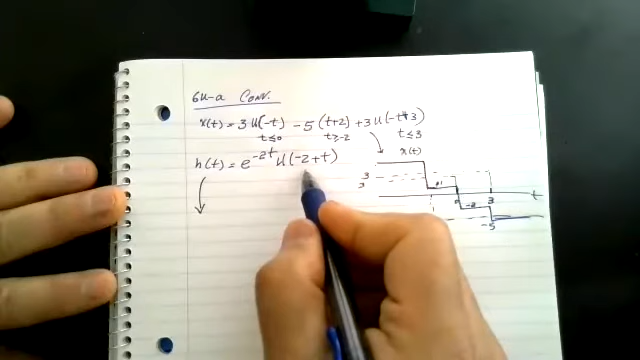 6u-a Conv.
x(t) = 3 u(-t) - 5 (t+2) + 3 u(-t+3)
t≤0 t≥-2 t≤3
h(t) = e^{-2t} u(-2+t)
x(t)
3
3
t
-2
-5